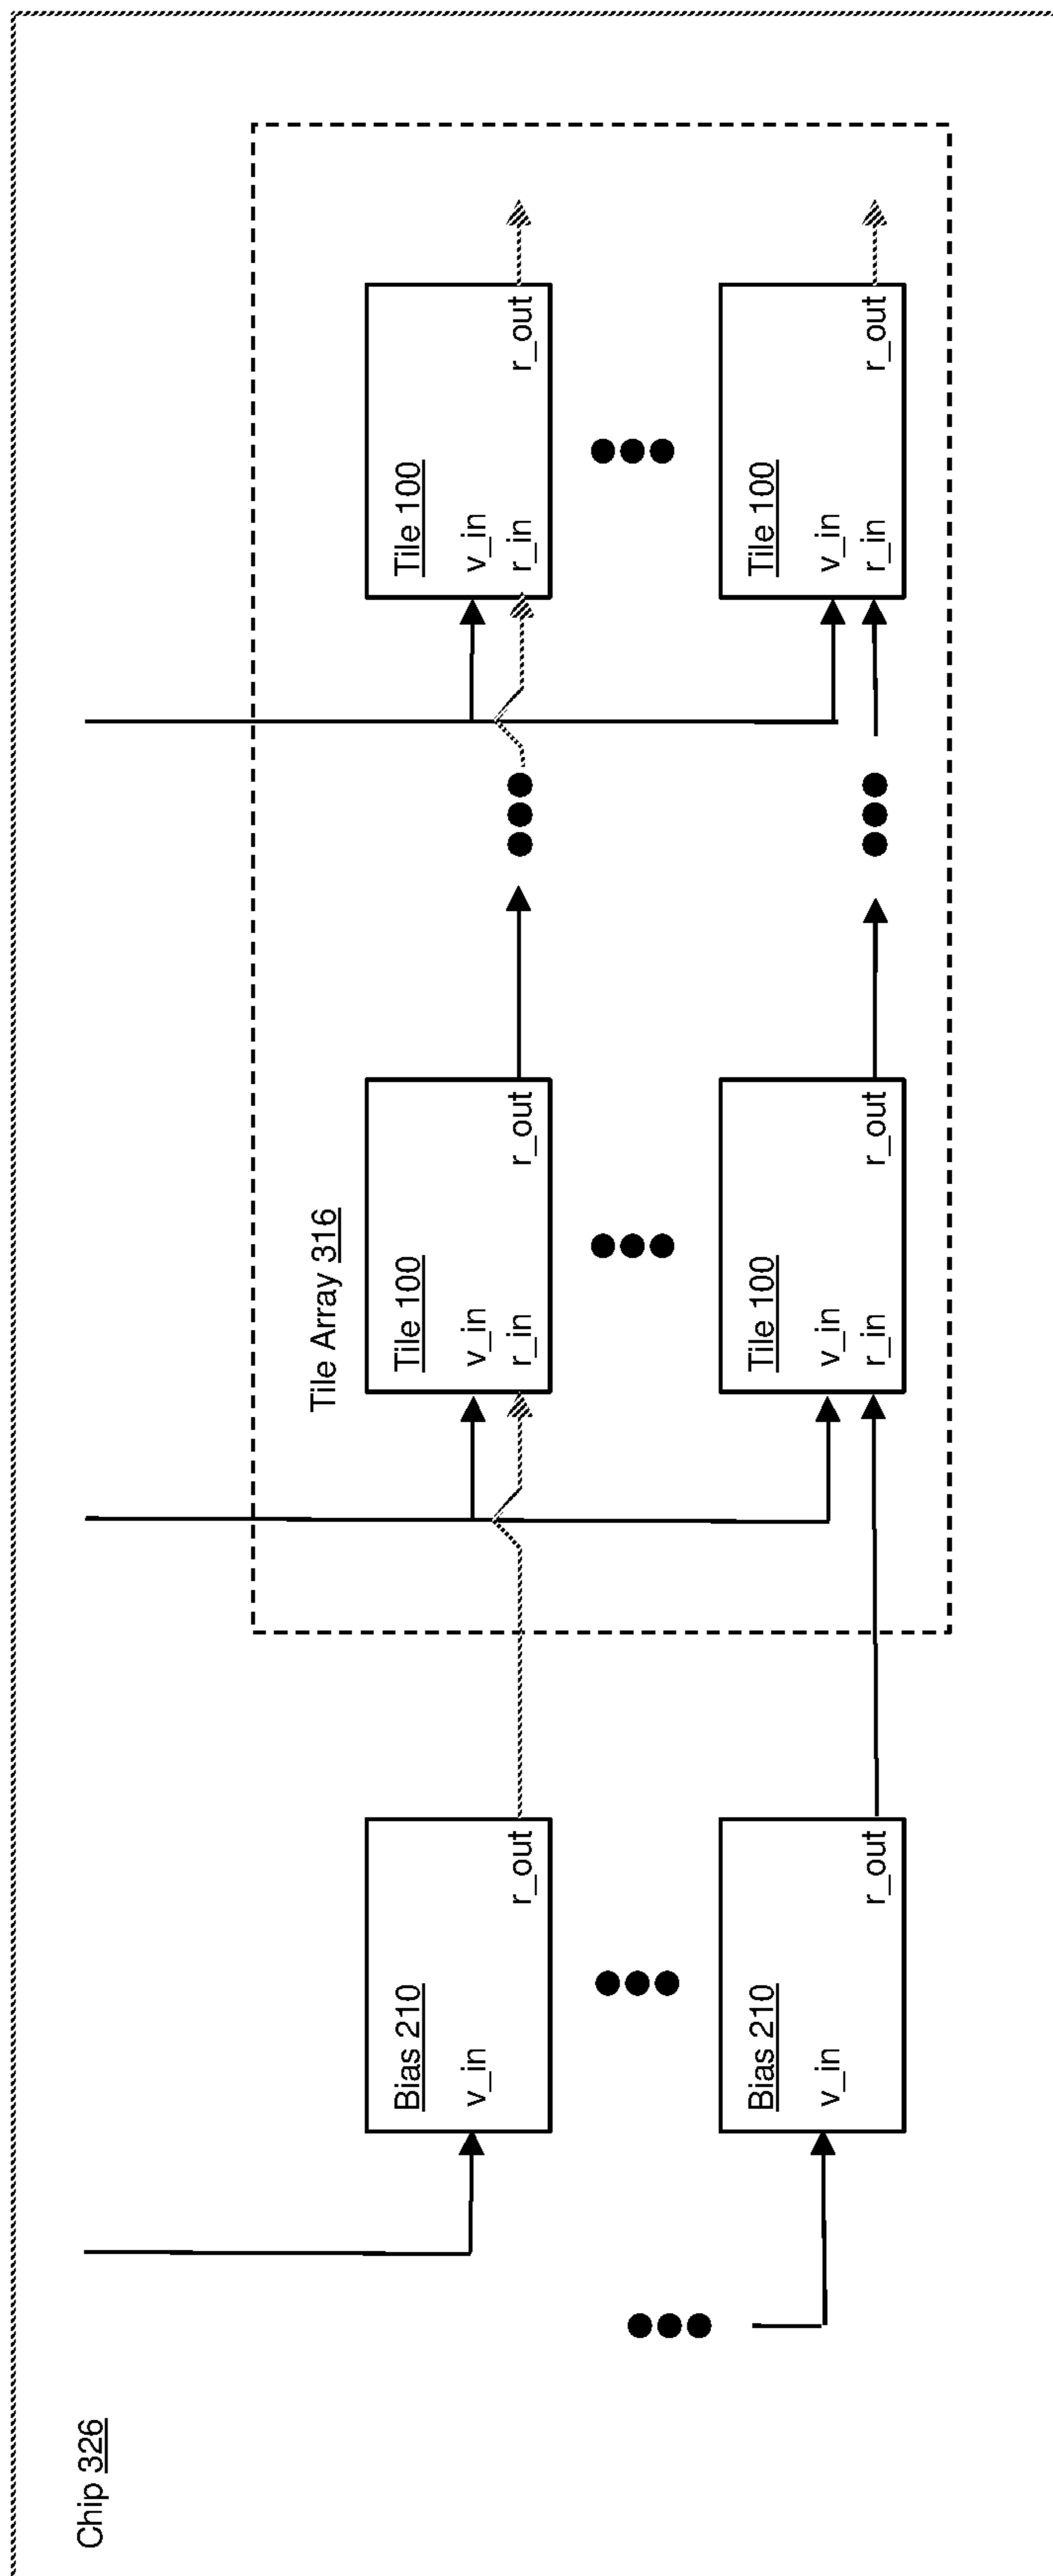 Chip 326
Tile Array 316
Bias 210
v_in
r_out
Tile 100
v_in
r_in
r_out
Tile 100
v_in
r_in
r_out
Bias 210
v_in
r_out
Tile 100
v_in
r_in
r_out
Tile 100
v_in
r_in
r_out